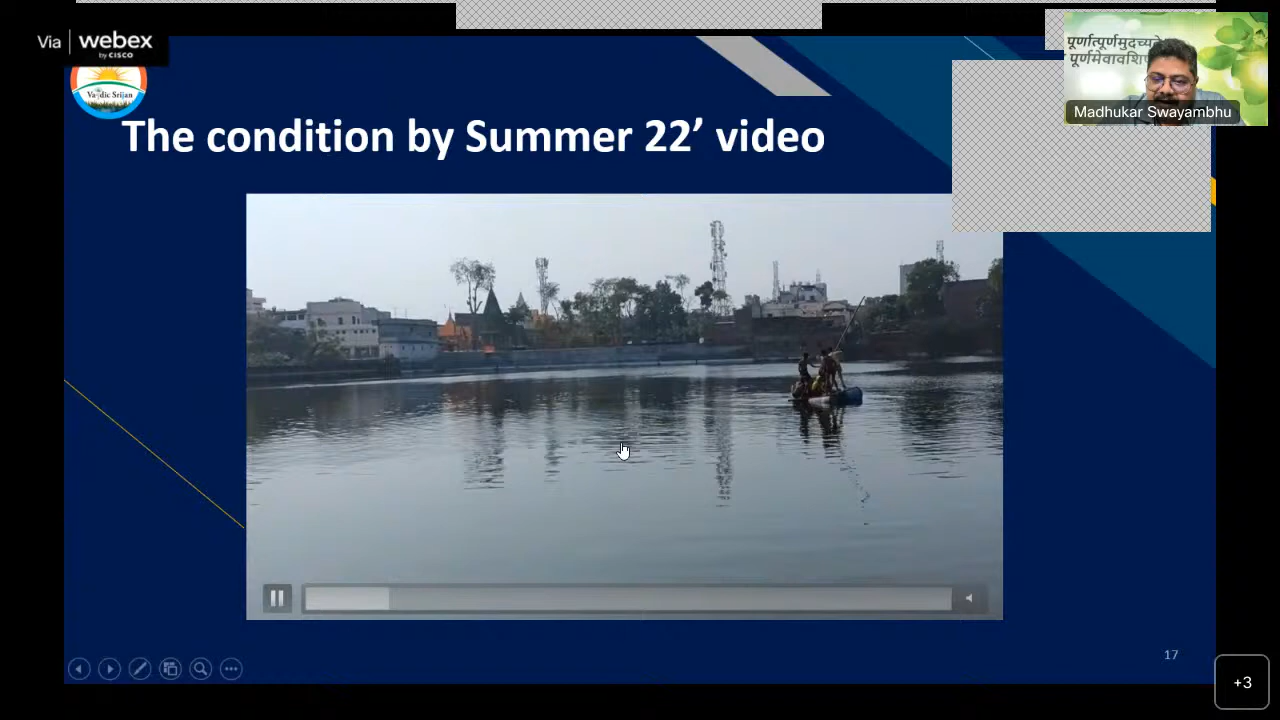 Via webex
by CISCO
Vaidic Srijan
The condition by Summer 22’ video
पूर्णात्पूर्णमुदच्यते
पूर्णमेवावशि
Madhukar Swayambhu
17
+3